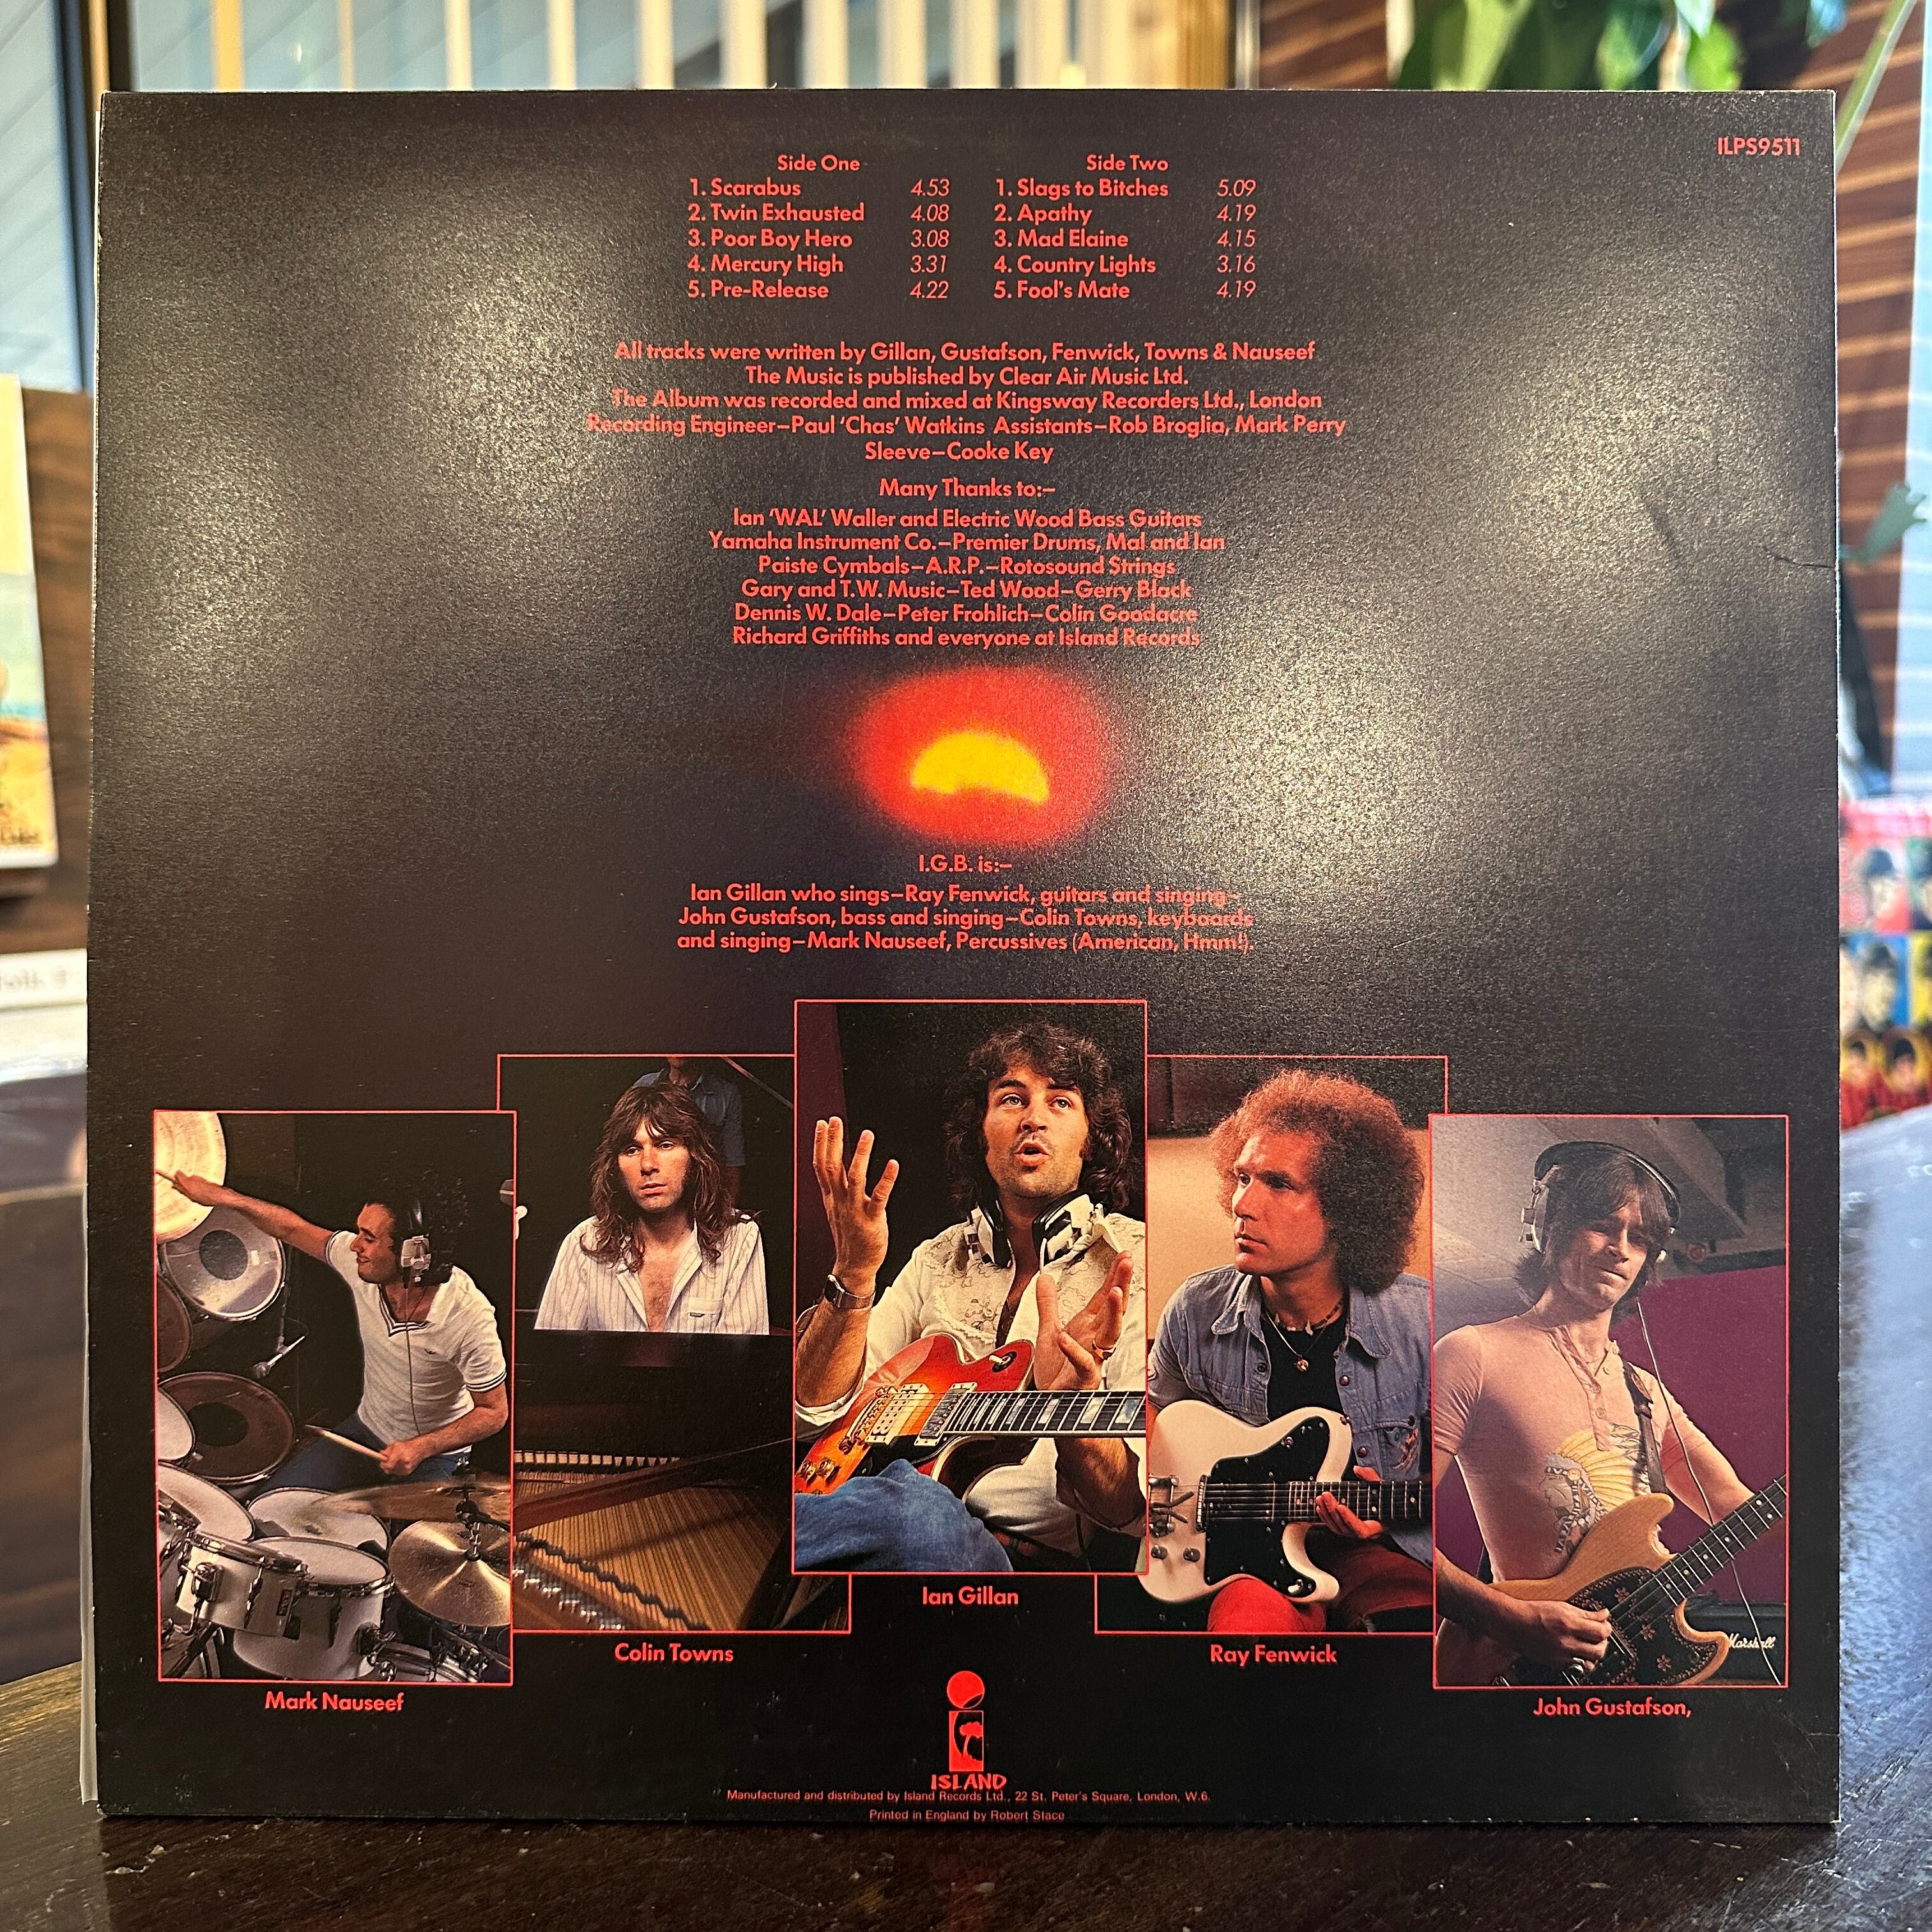 ILPS9511
Side One
1. Scarabus 4.53
2. Twin Exhausted 4.08
3. Poor Boy Hero 3.08
4. Mercury High 3.31
5. Pre-Release 4.22
Side Two
1. Slags to Bitches 5.09
2. Apathy 4.19
3. Mad Elaine 4.15
4. Country Lights 3.16
5. Fool's Mate 4.19
All tracks were written by Gillan, Gustafson, Fenwick, Towns & Nauseef
The Music is published by Clear Air Music Ltd.
The Album was recorded and mixed at Kingsway Recorders Ltd., London
Recording Engineer–Paul 'Chas' Watkins Assistants–Rob Broglia, Mark Perry
Sleeve–Cooke Key
Many Thanks to:–
Ian 'WAL' Waller and Electric Wood Bass Guitars
Yamaha Instrument Co.–Premier Drums, Mal and Ian
Paiste Cymbals–A.R.P.–Rotosound Strings
Gary and T.W. Music–Ted Wood–Gerry Black
Dennis W. Dale–Peter Frohlich–Colin Goodacre
Richard Griffiths and everyone at Island Records
I.G.B. is:–
Ian Gillan who sings–Ray Fenwick, guitars and singing–
John Gustafson, bass and singing–Colin Towns, keyboards
and singing–Mark Nauseef, Percussives (American, Hmm!).
Marshall
Ian Gillan
Colin Towns
Ray Fenwick
Mark Nauseef
John Gustafson,
ISLAND
Manufactured and distributed by Island Records Ltd., 22 St. Peter's Square, London, W.6.
Printed in England by Robert Stace